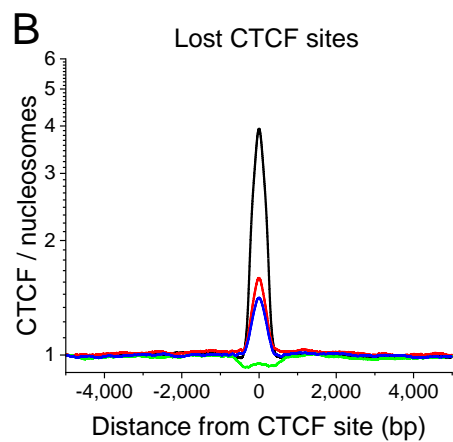 B
Lost CTCF sites
CTCF / nucleosomes
6
5
4
3
2
1
-4,000 -2,000 0 2,000 4,000
Distance from CTCF site (bp)